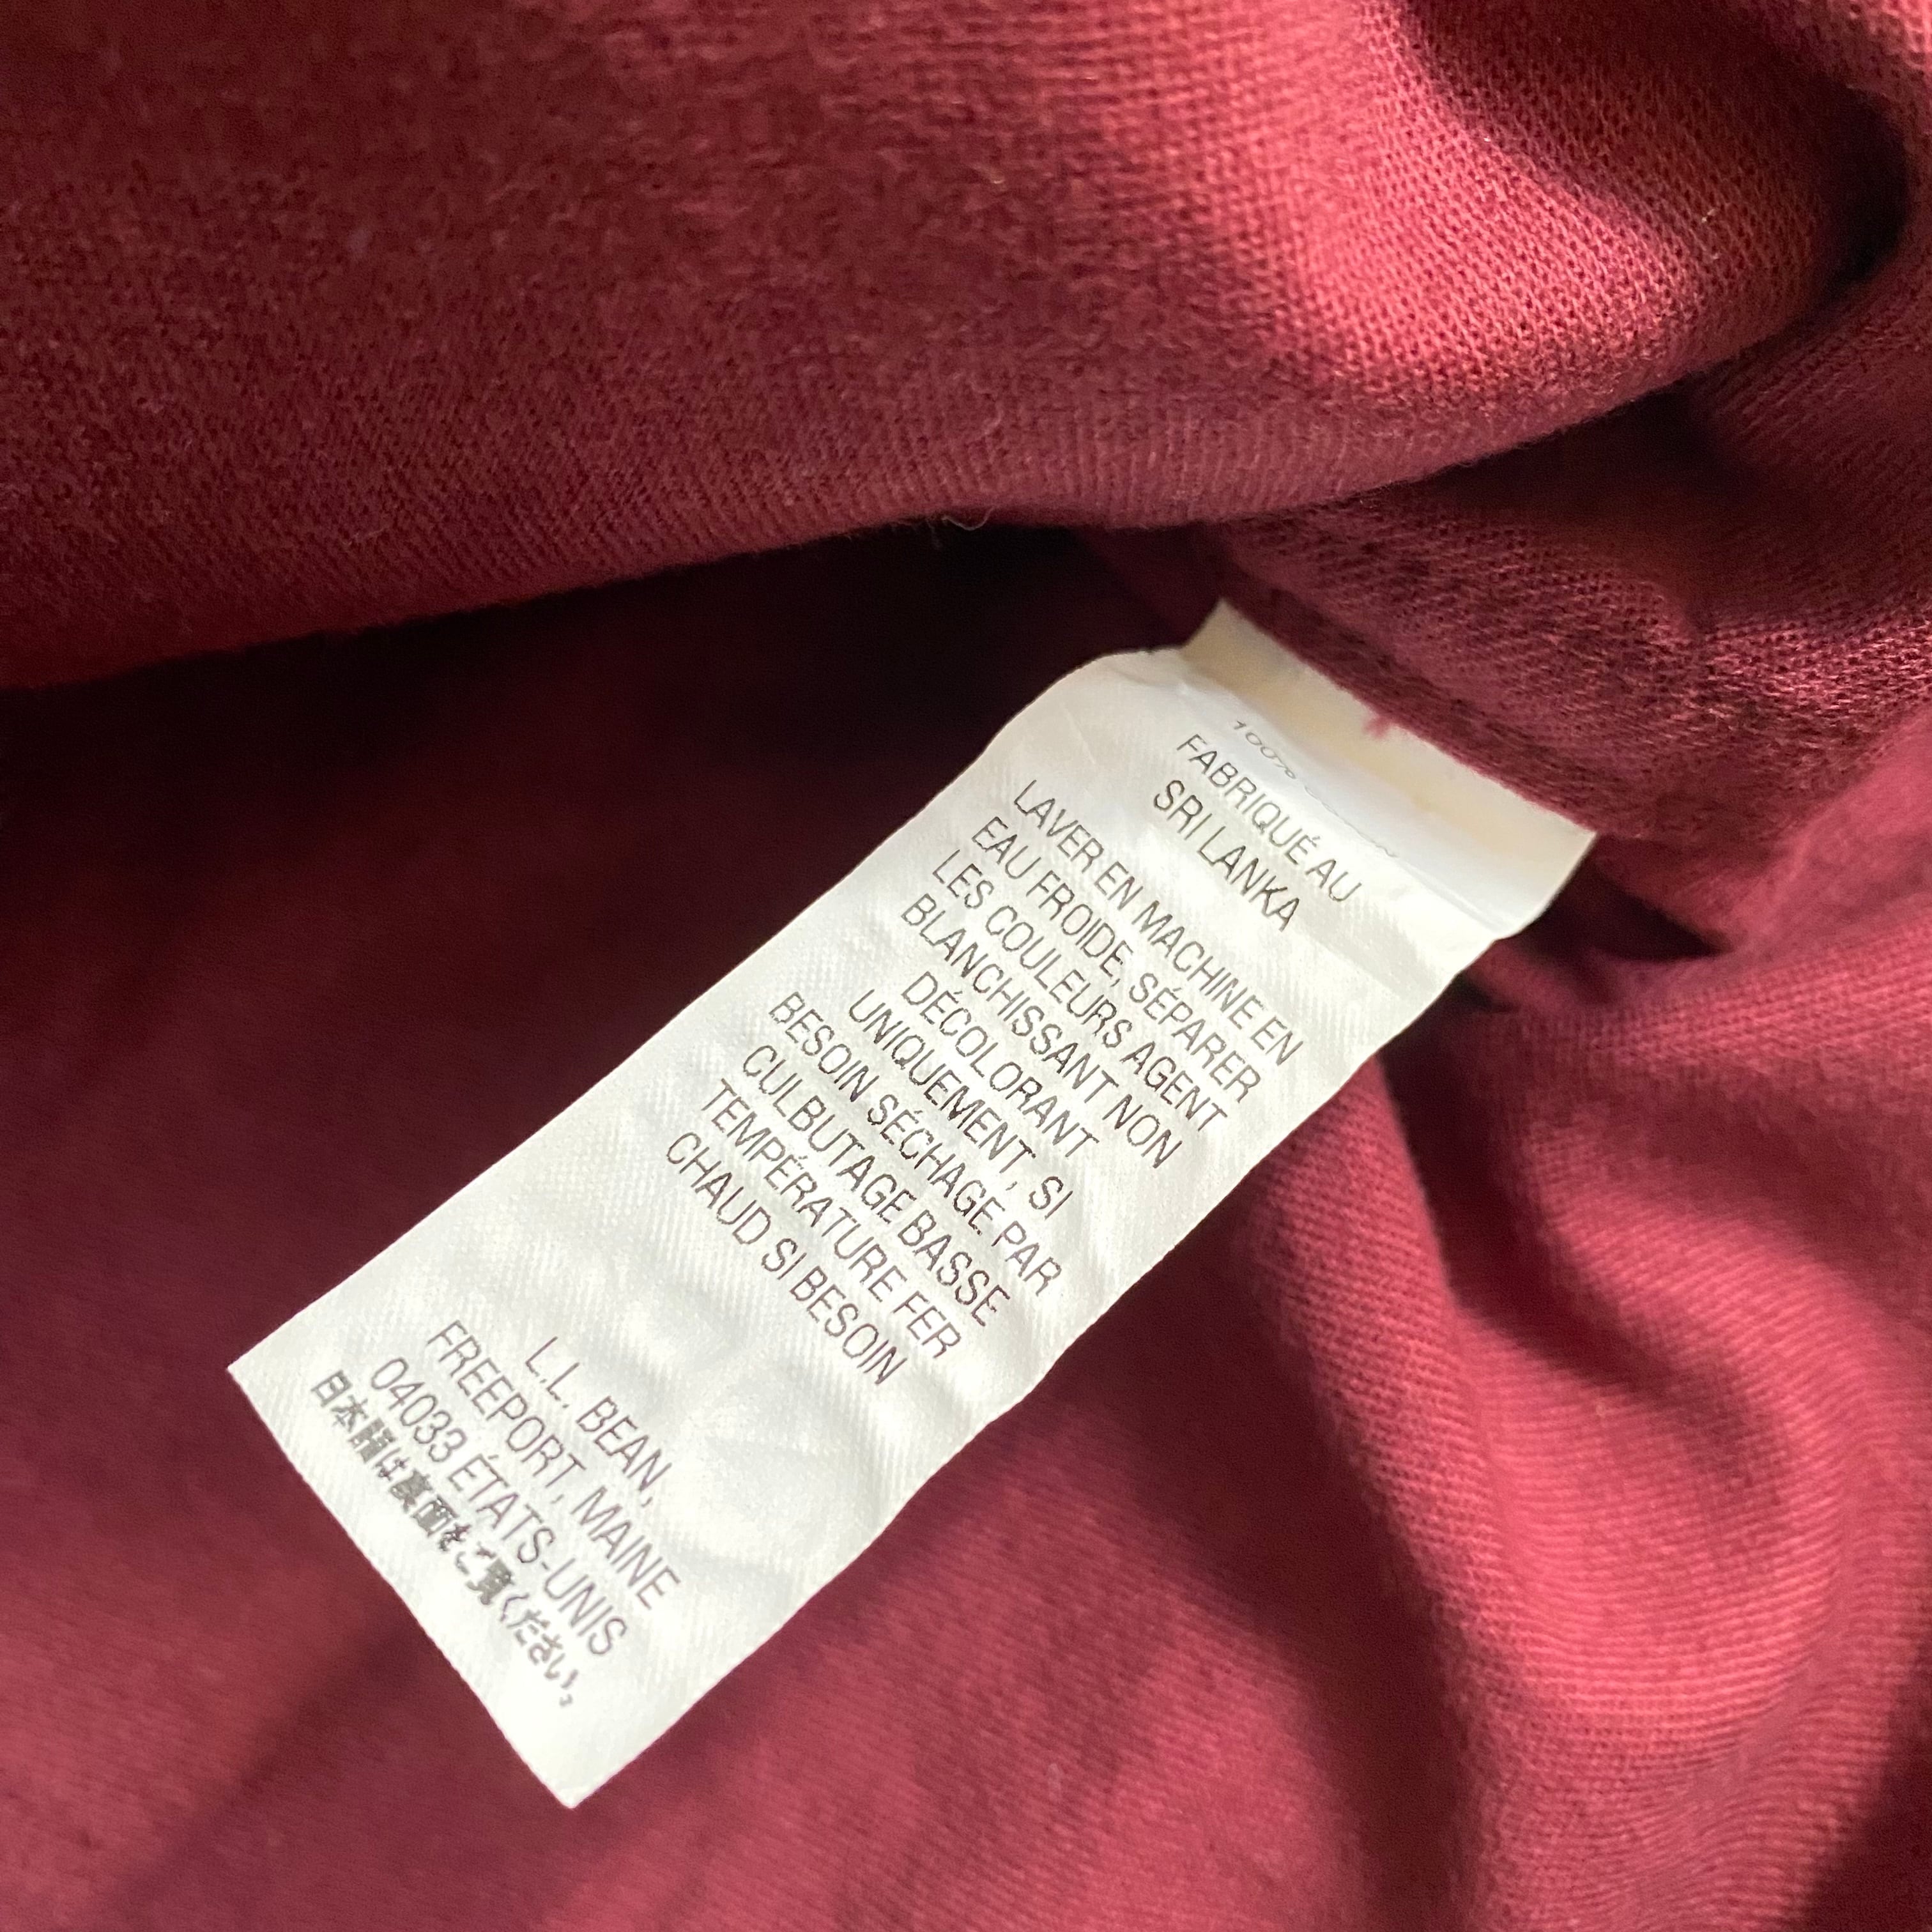 100%
FABRIQUÉ AU
SRI LANKA
LAVER EN MACHINE EN
EAU FROIDE, SÉPARER
LES COULEURS AGENT
BLANCHISSANT NON
DÉCOLORANT
UNIQUEMENT, SI
BESOIN SÉCHAGE PAR
CULBUTAGE BASSE
TEMPÉRATURE FER
CHAUD SI BESOIN
L.L. BEAN,
FREEPORT, MAINE
04033 ÉTATS-UNIS
日本語は裏面をご覧ください。